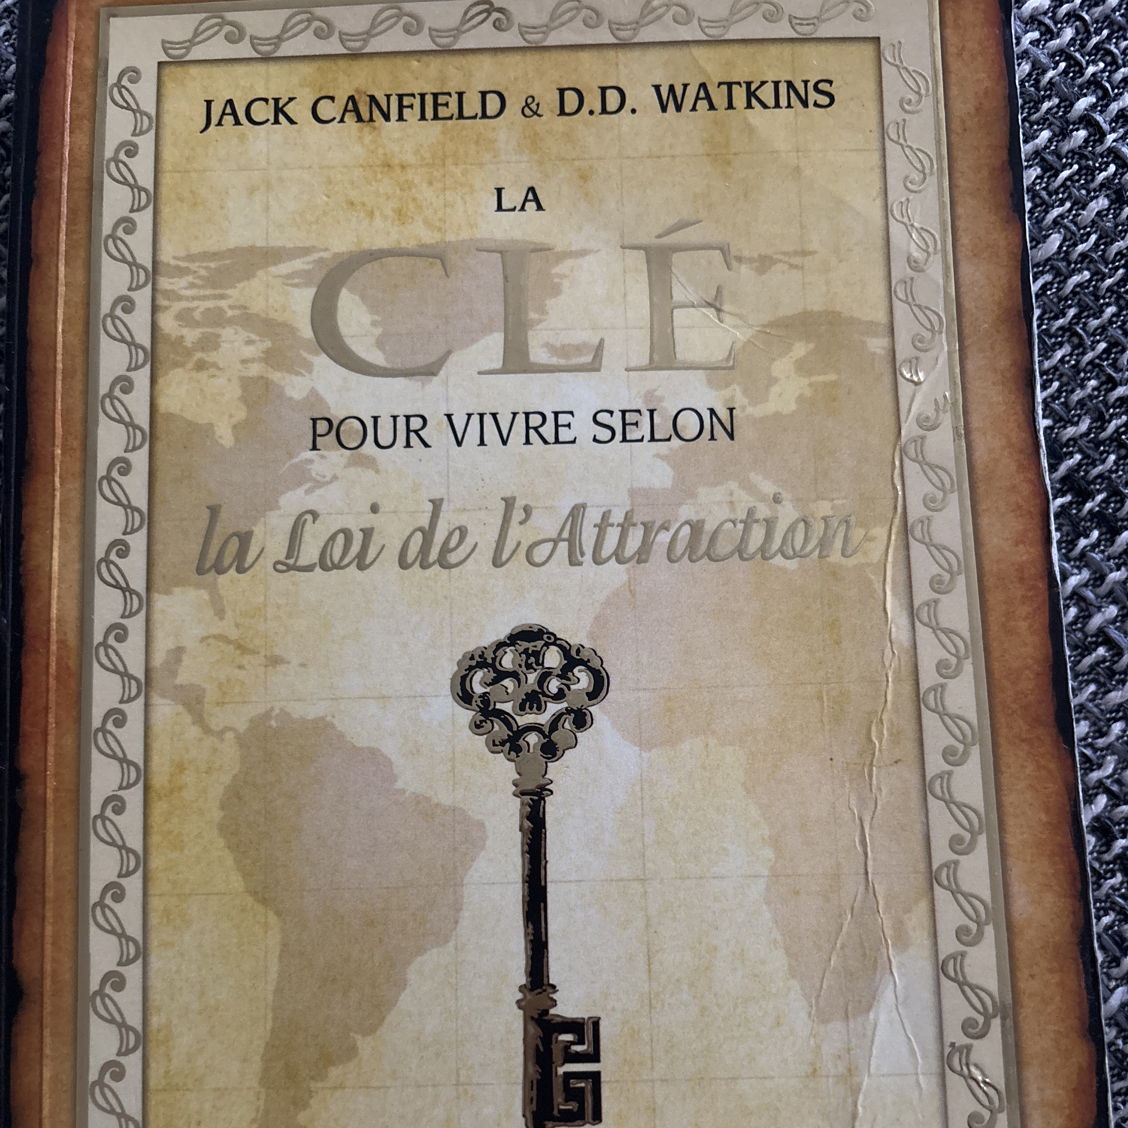 JACK CANFIELD & D.D. WATKINS
LA
CLÉ
POUR VIVRE SELON
la Loi de l'Attraction